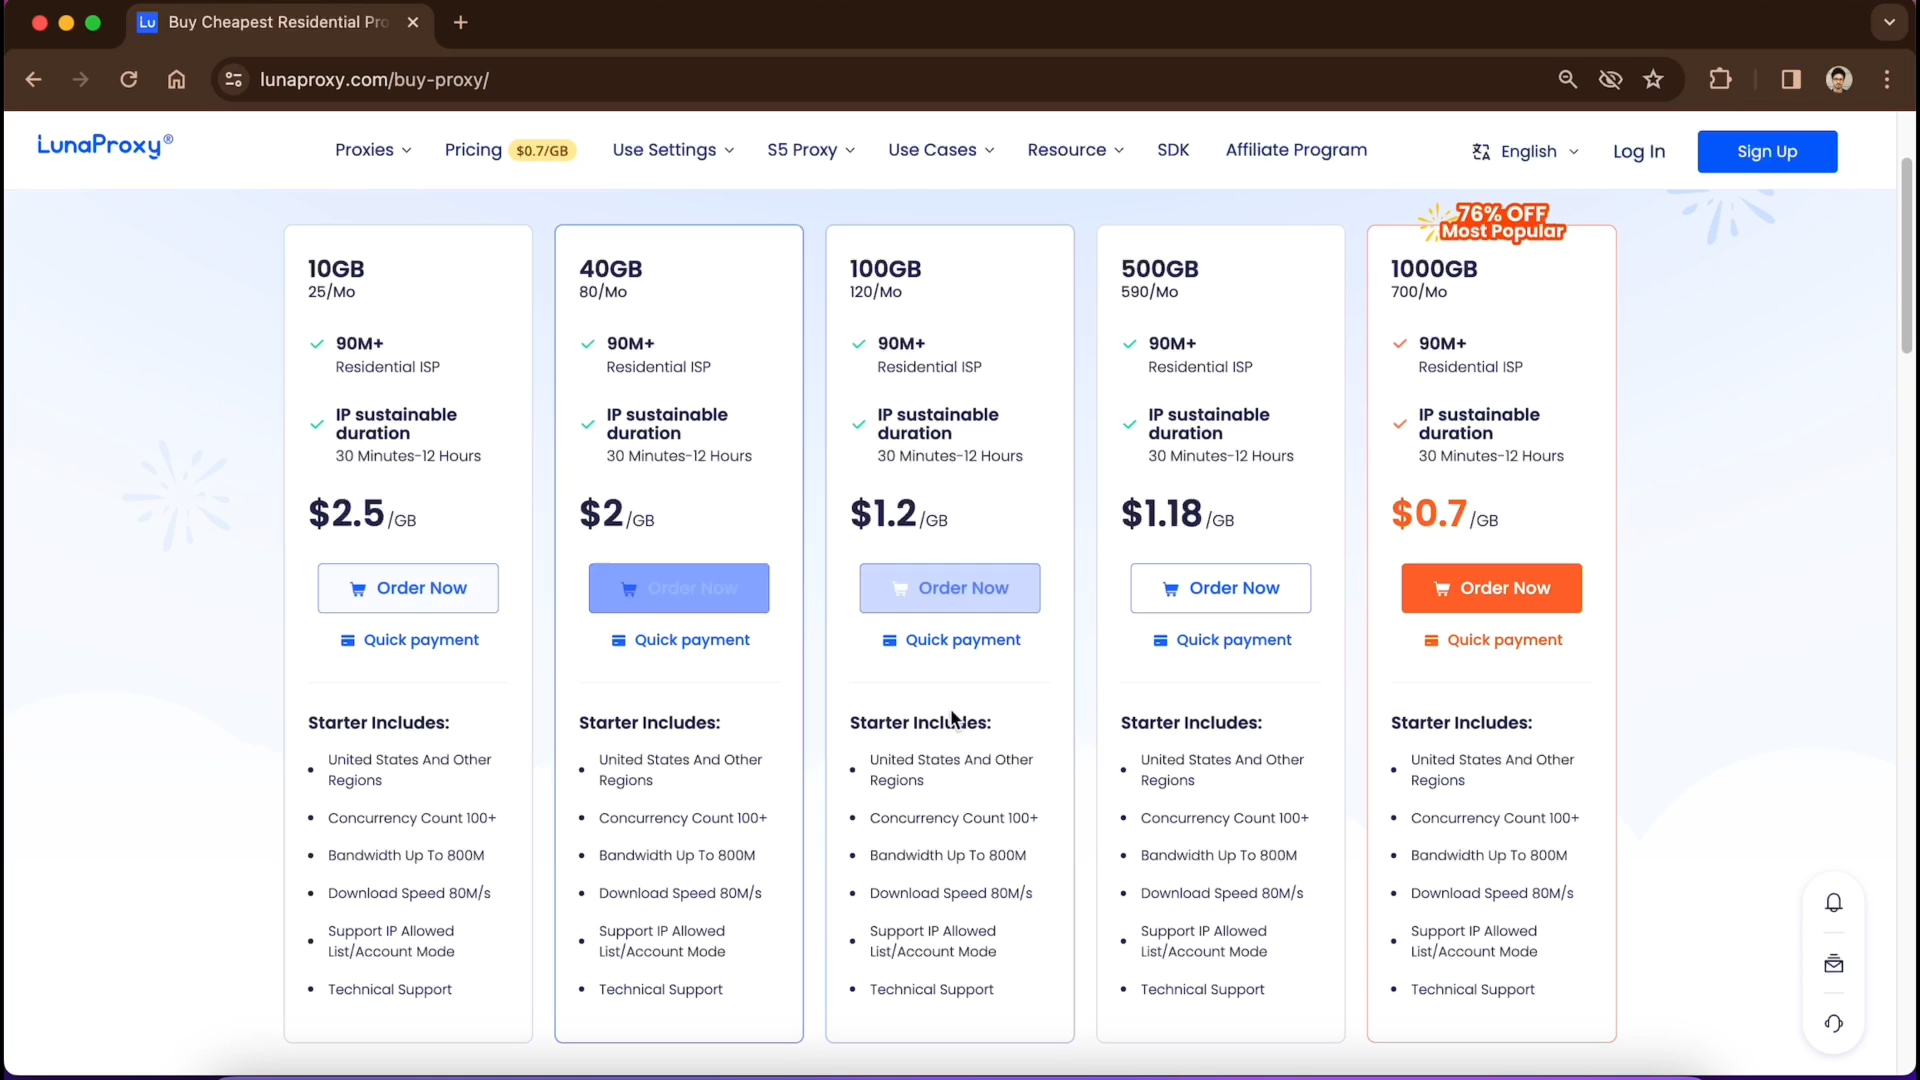 Lu Buy Cheapest Residential Pro
lunaproxy.com/buy-proxy/
LunaProxy®
Proxies
Pricing $0.7/GB
Use Settings
S5 Proxy
Use Cases
Resource
SDK
Affiliate Program
English
Log In
Sign Up
76% OFF
Most Popular
10GB
25/Mo
90M+
Residential ISP
IP sustainable
duration
30 Minutes-12 Hours
$2.5/GB
Order Now
Quick payment
Starter Includes:
United States And Other
Regions
Concurrency Count 100+
Bandwidth Up To 800M
Download Speed 80M/s
Support IP Allowed
List/Account Mode
Technical Support
40GB
80/Mo
90M+
Residential ISP
IP sustainable
duration
30 Minutes-12 Hours
$2/GB
Order Now
Quick payment
Starter Includes:
United States And Other
Regions
Concurrency Count 100+
Bandwidth Up To 800M
Download Speed 80M/s
Support IP Allowed
List/Account Mode
Technical Support
100GB
120/Mo
90M+
Residential ISP
IP sustainable
duration
30 Minutes-12 Hours
$1.2/GB
Order Now
Quick payment
Starter Includes:
United States And Other
Regions
Concurrency Count 100+
Bandwidth Up To 800M
Download Speed 80M/s
Support IP Allowed
List/Account Mode
Technical Support
500GB
590/Mo
90M+
Residential ISP
IP sustainable
duration
30 Minutes-12 Hours
$1.18/GB
Order Now
Quick payment
Starter Includes:
United States And Other
Regions
Concurrency Count 100+
Bandwidth Up To 800M
Download Speed 80M/s
Support IP Allowed
List/Account Mode
Technical Support
1000GB
700/Mo
90M+
Residential ISP
IP sustainable
duration
30 Minutes-12 Hours
$0.7/GB
Order Now
Quick payment
Starter Includes:
United States And Other
Regions
Concurrency Count 100+
Bandwidth Up To 800M
Download Speed 80M/s
Support IP Allowed
List/Account Mode
Technical Support